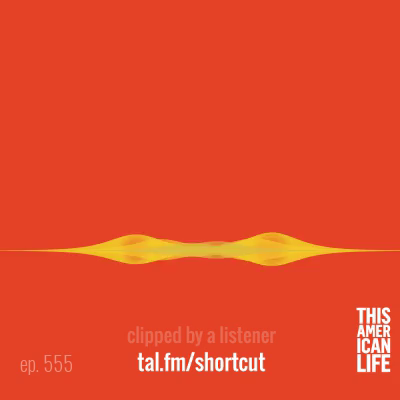 clipped by a listener
ep. 555
tal.fm/shortcut
THIS
AMER
ICAN
LIFE